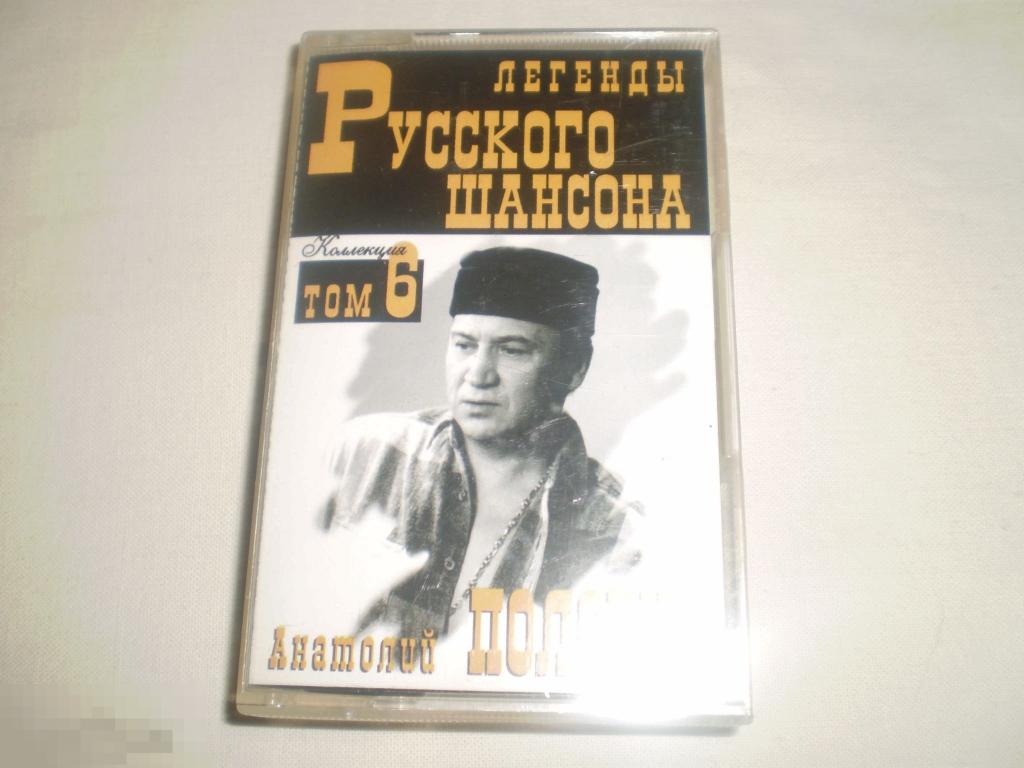 ЛЕГЕНДЫ
РУССКОГО
ШАНСОНА
Коллекция
ТОМ 6
Анатолий